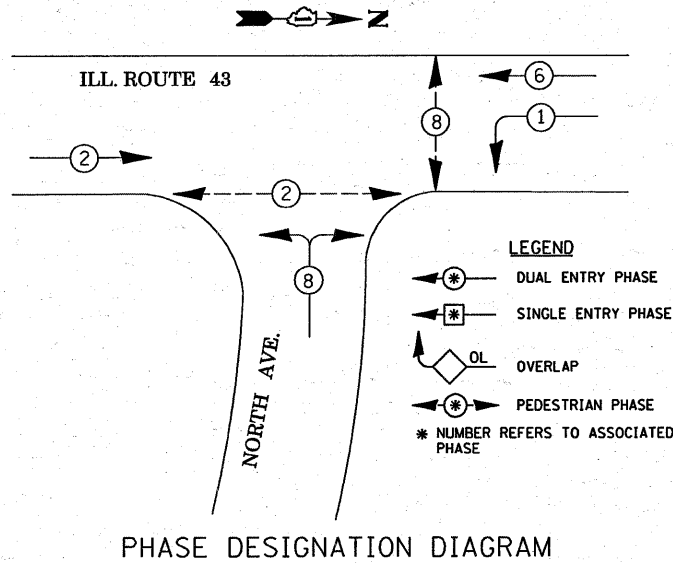 N
ILL. ROUTE 43
6
1
8
2
2
8
NORTH AVE.
LEGEND
* DUAL ENTRY PHASE
* SINGLE ENTRY PHASE
OL OVERLAP
* PEDESTRIAN PHASE
* NUMBER REFERS TO ASSOCIATED
PHASE
PHASE DESIGNATION DIAGRAM